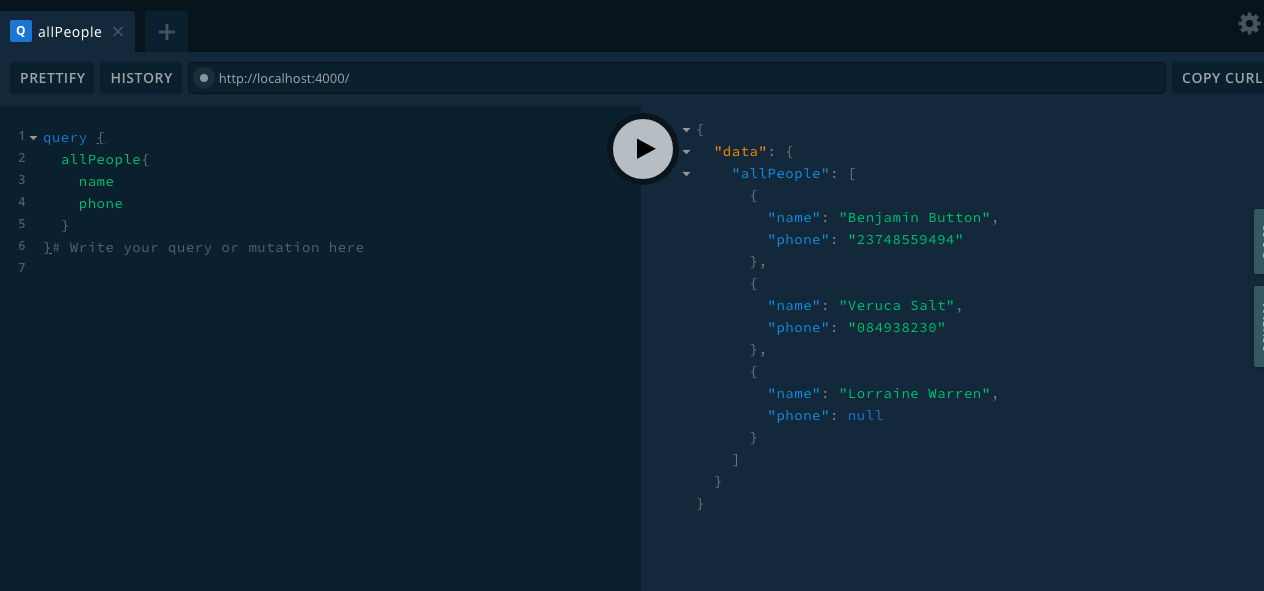 Q allPeople
PRETTIFY HISTORY http://localhost:4000/ COPY CURL
1 query {
2 allPeople{
3 name
4 phone
5 }
6 }# Write your query or mutation here
7
{
"data": {
"allPeople": [
{
"name": "Benjamin Button",
"phone": "23748559494"
},
{
"name": "Veruca Salt",
"phone": "084938230"
},
{
"name": "Lorraine Warren",
"phone": null
}
]
}
}